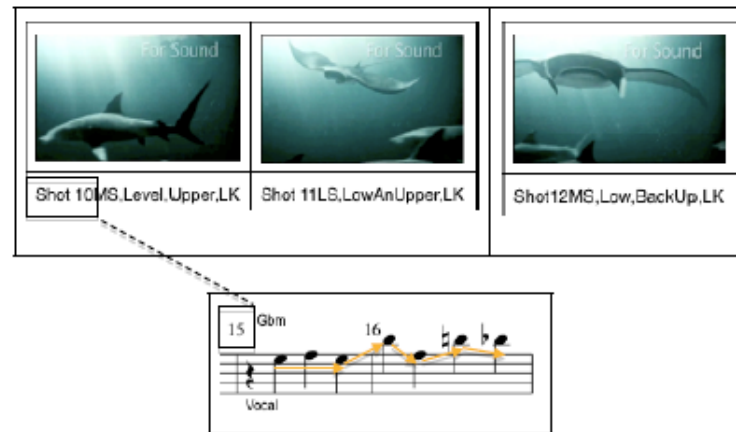 For Sound
For Sound
For Sound
Shot 10MS,Level,Upper,LK
Shot 11LS,LowAnUpper,LK
Shot12MS,Low,BackUp,LK
15
Gbm
16
Vocal